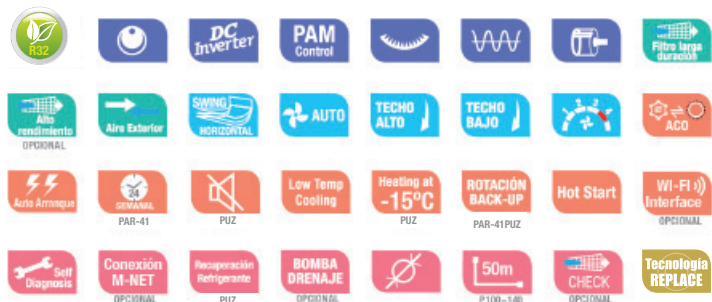 R32
DC
Inverter
PAM
Control
Filtro larga
duración
Alto
rendimiento
OPCIONAL
Aire Exterior
SWING
HORIZONTAL
AUTO
TECHO
ALTO
TECHO
BAJO
ACO
Auto Arranque
24
SEMANAL
PAR-41
PUZ
Low Temp
Cooling
Heating at
-15ºC
PUZ
ROTACIÓN
BACK-UP
PAR-41PUZ
Hot Start
WI-FI
Interface
OPCIONAL
Self
Diagnosis
Conexión
M-NET
OPCIONAL
Recuperación
Refrigerante
PUZ
BOMBA
DRENAJE
OPCIONAL
50m
P100~140
CHECK
OPCIONAL
Tecnología
REPLACE